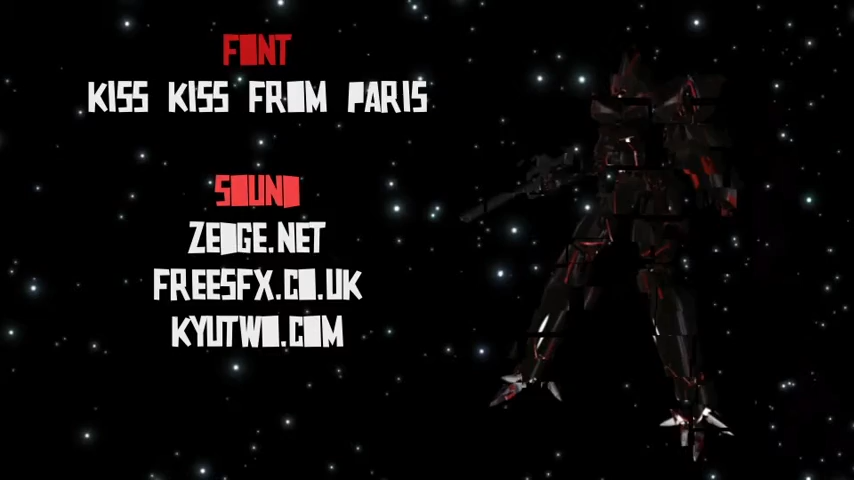 FONT
KISS KISS FROM PARIS
SOUND
ZEDGE.NET
FREESFX.CO.UK
KYUTWO.COM